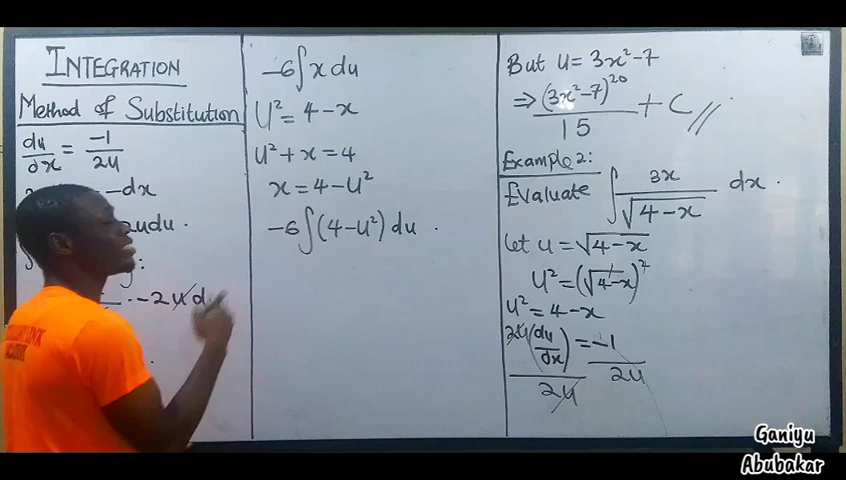 INTEGRATION
Method of Substitution
du/dx = -1/2u
-dx
udu.
:
. -2u d
-6∫x du
U² = 4-x
U²+x = 4
x = 4-U²
-6∫(4-U²) du .
But U = 3x²-7
⇒ (3x²-7)²⁰/15 + C //.
Example 2:
Evaluate ∫ 3x/√(4-x) dx .
let u = √(4-x)
U² = (√(4-x))²
U² = 4-x
2u(du/dx)/2u = -1/2u
Ganiyu
Abubakar